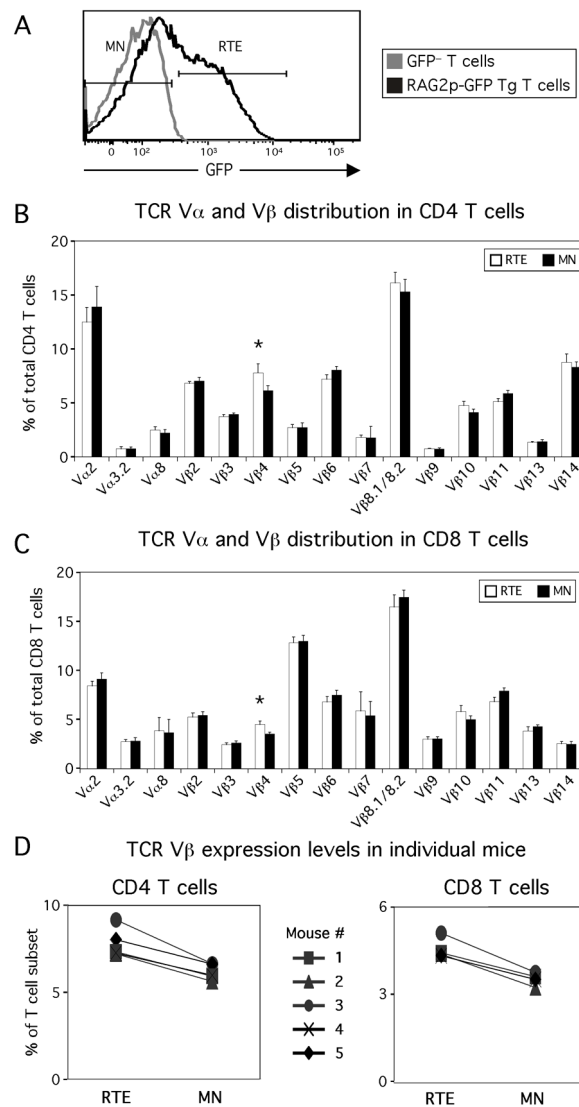 A
MN
RTE
GFP⁻ T cells
RAG2p-GFP Tg T cells
0 10² 10³ 10⁴ 10⁵
GFP
B
TCR Vα and Vβ distribution in CD4 T cells
20
15
10
5
0
% of total CD4 T cells
RTE MN
*
Vα2 Vα3.2 Vα8 Vβ2 Vβ3 Vβ4 Vβ5 Vβ6 Vβ7 Vβ8.1/8.2 Vβ9 Vβ10 Vβ11 Vβ13 Vβ14
C
TCR Vα and Vβ distribution in CD8 T cells
20
15
10
5
0
% of total CD8 T cells
RTE MN
*
Vα2 Vα3.2 Vα8 Vβ2 Vβ3 Vβ4 Vβ5 Vβ6 Vβ7 Vβ8.1/8.2 Vβ9 Vβ10 Vβ11 Vβ13 Vβ14
D
TCR Vβ expression levels in individual mice
CD4 T cells
10
5
0
% of T cell subset
RTE MN
Mouse #
1
2
3
4
5
CD8 T cells
6
3
0
RTE MN